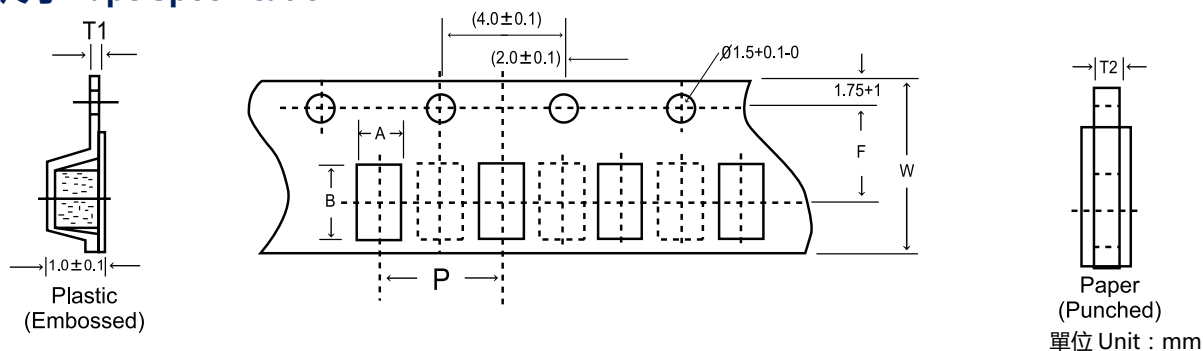 T1
(4.0±0.1)
(2.0±0.1)
Ø1.5+0.1-0
1.75+1
T2
A
F
W
B
P
1.0±0.1
Plastic
(Embossed)
Paper
(Punched)
單位 Unit : mm